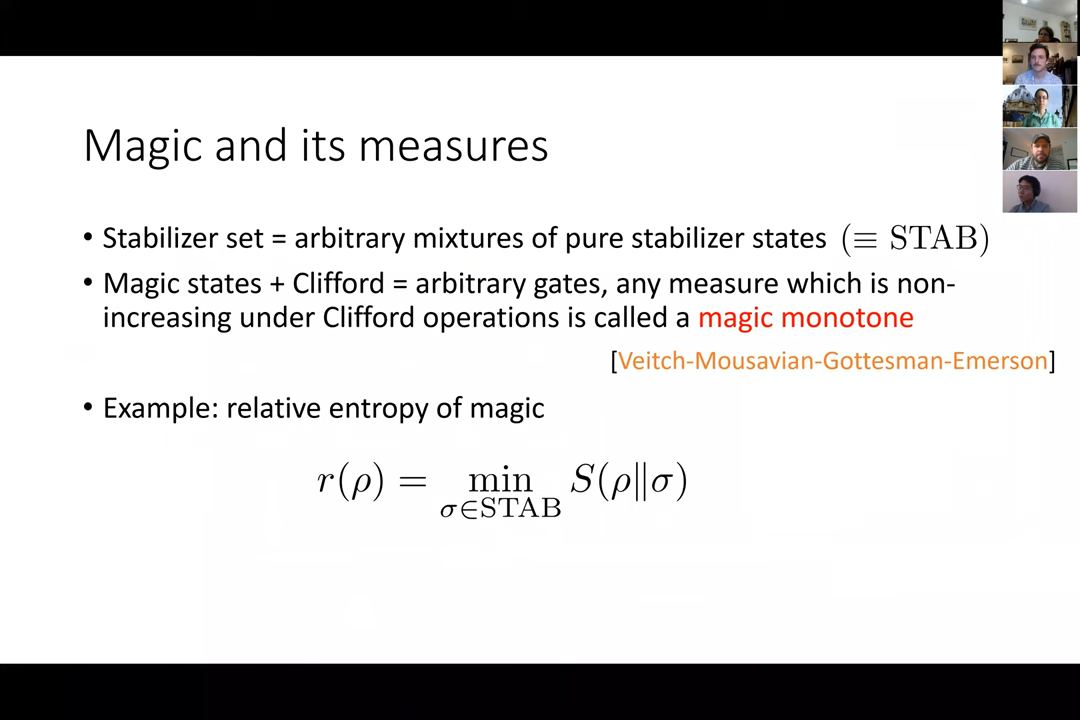 Magic and its measures
• Stabilizer set = arbitrary mixtures of pure stabilizer states (≡ STAB)
• Magic states + Clifford = arbitrary gates, any measure which is non-
increasing under Clifford operations is called a magic monotone
[Veitch-Mousavian-Gottesman-Emerson]
• Example: relative entropy of magic
r(ρ) = min S(ρ‖σ)
σ∈STAB